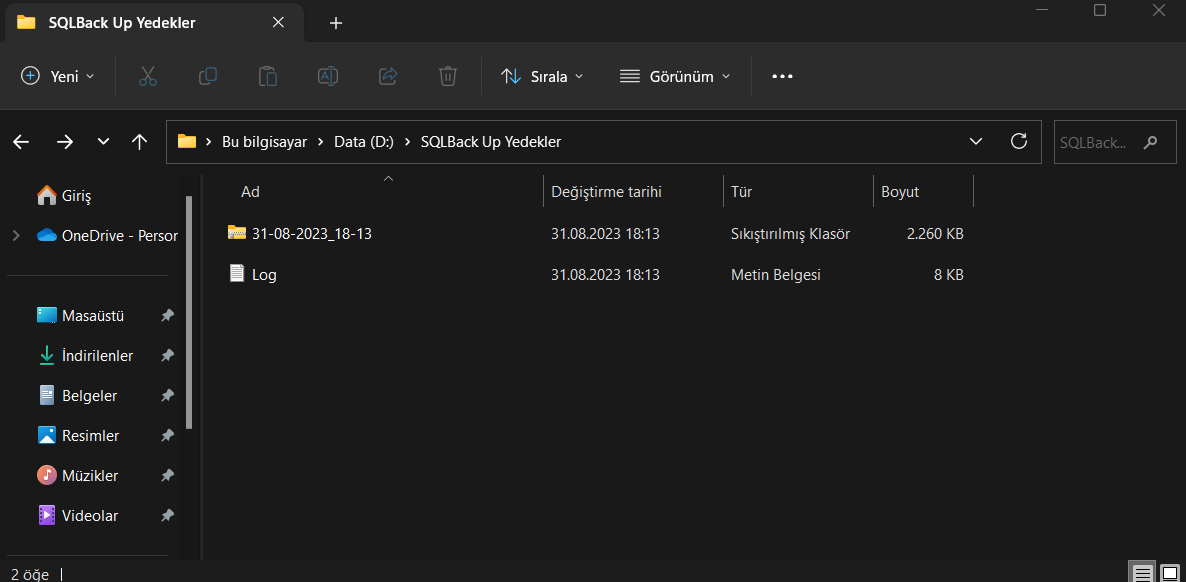 SQLBack Up Yedekler
Yeni
Sırala
Görünüm
Bu bilgisayar > Data (D:) > SQLBack Up Yedekler
SQLBack...
Giriş
OneDrive - Persor
Masaüstü
İndirilenler
Belgeler
Resimler
Müzikler
Videolar
Ad Değiştirme tarihi Tür Boyut
31-08-2023_18-13 31.08.2023 18:13 Sıkıştırılmış Klasör 2.260 KB
Log 31.08.2023 18:13 Metin Belgesi 8 KB
2 öğe